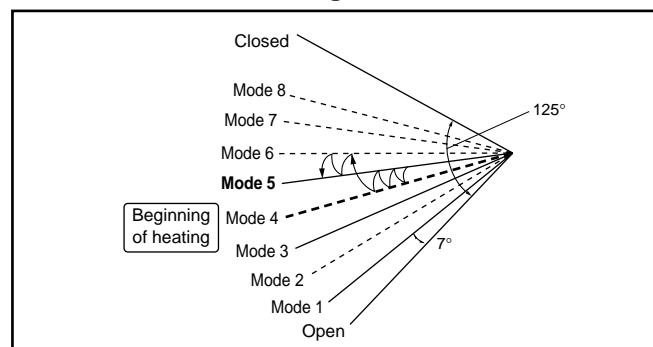 Closed
Mode 8
125°
Mode 7
Mode 6
Mode 5
Mode 4
Beginning
of heating
Mode 3
7°
Mode 2
Mode 1
Open